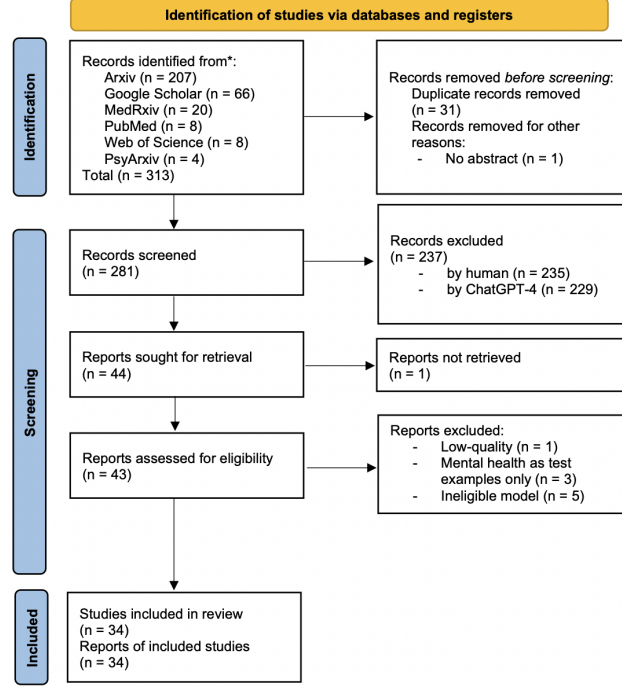 Identification of studies via databases and registers
Identification
Records identified from*:
Arxiv (n = 207)
Google Scholar (n = 66)
MedRxiv (n = 20)
PubMed (n = 8)
Web of Science (n = 8)
PsyArxiv (n = 4)
Total (n = 313)
Records removed before screening:
Duplicate records removed
(n = 31)
Records removed for other
reasons:
- No abstract (n = 1)
Screening
Records screened
(n = 281)
Records excluded
(n = 237)
- by human (n = 235)
- by ChatGPT-4 (n = 229)
Reports sought for retrieval
(n = 44)
Reports not retrieved
(n = 1)
Reports assessed for eligibility
(n = 43)
Reports excluded:
- Low-quality (n = 1)
- Mental health as test
examples only (n = 3)
- Ineligible model (n = 5)
Included
Studies included in review
(n = 34)
Reports of included studies
(n = 34)